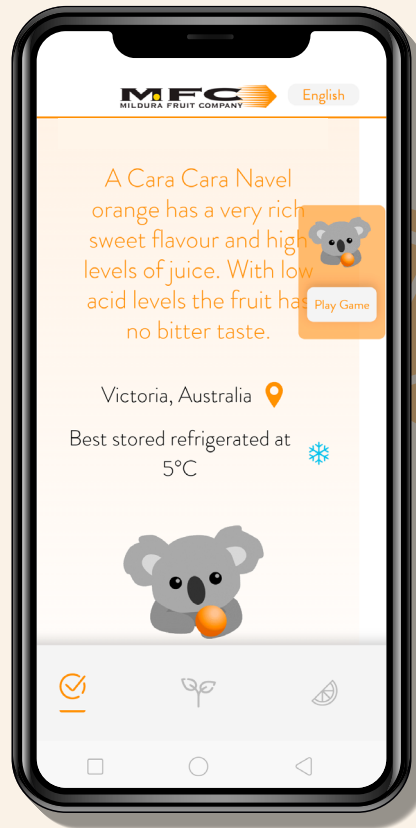 MFC
MILDURA FRUIT COMPANY
English
A Cara Cara Navel
orange has a very rich
sweet flavour and high
levels of juice. With low
acid levels the fruit has
no bitter taste.
Play Game
Victoria, Australia
Best stored refrigerated at
5°C